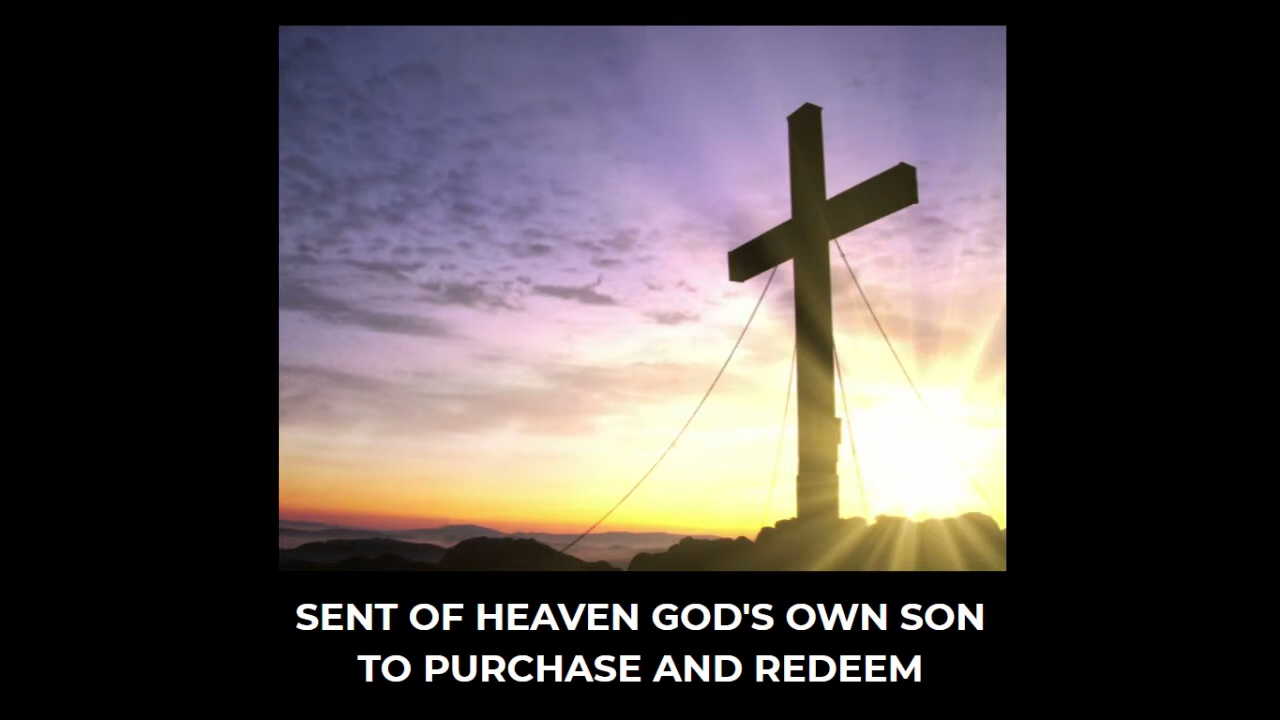 SENT OF HEAVEN GOD'S OWN SON
TO PURCHASE AND REDEEM